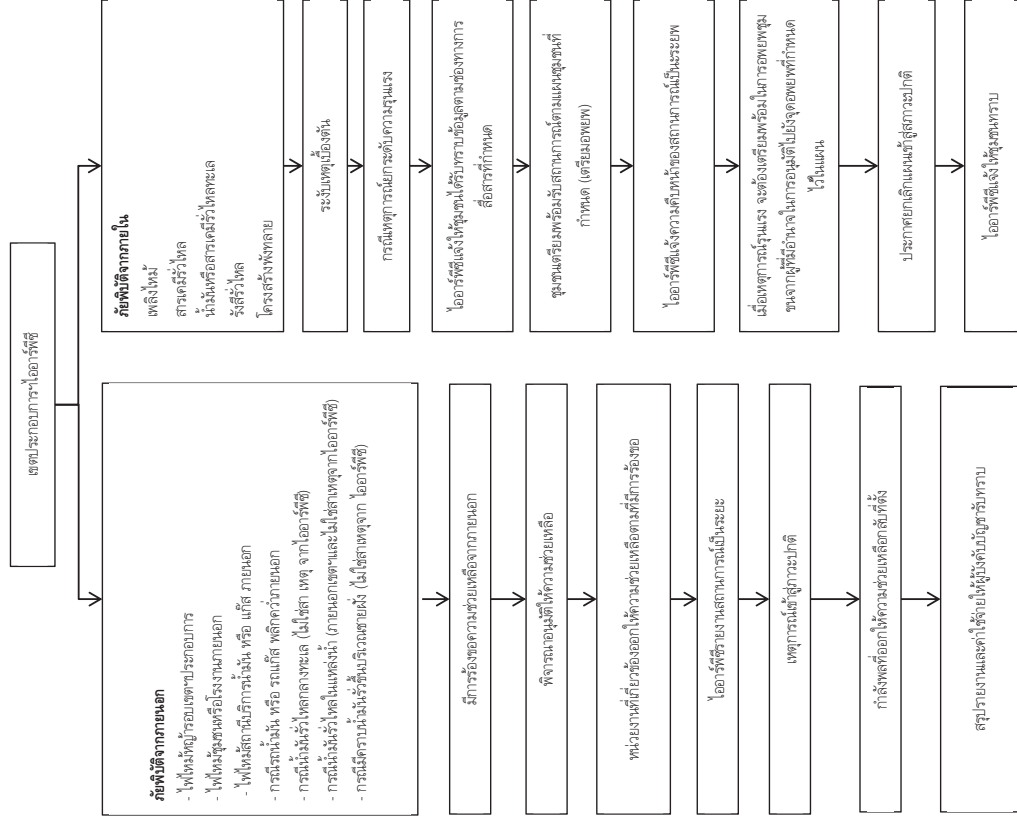 เขตประกอบการฯไออาร์พีซี
ภัยพิบัติจากภายนอก
- ไฟไหม้หญ้ารอบเขตฯประกอบการ
- ไฟไหม้ชุมชนหรือโรงงานภายนอก
- ไฟไหม้สถานีบริการน้ำมัน หรือ แก๊ส ภายนอก
- กรณีรถน้ำมัน หรือ รถแก๊ส พลิกคว่ำภายนอก
- กรณีน้ำมันรั่วไหลกลางทะเล (ไม่ใช่สา เหตุ จากไออาร์พีซี)
- กรณีน้ำมันรั่วไหลในแหล่งน้ำ (ภายนอกเขตฯและไม่ใช่สาเหตุจากไออาร์พีซี)
- กรณีมีคราบน้ำมันรั่วขึ้นบริเวณชายฝั่ง (ไม่ใช่สาเหตุจาก ไออาร์พีซี)
มีการร้องขอความช่วยเหลือจากภายนอก
พิจารณาอนุมัติให้ความช่วยเหลือ
หน่วยงานที่เกี่ยวข้องออกให้ความช่วยเหลือตามที่มีการร้องขอ
ไออาร์พีซีรายงานสถานการณ์เป็นระยะ
เหตุการณ์เข้าสู่ภาวะปกติ
กำลังพลที่ออกให้ความช่วยเหลือกลับที่ตั้ง
สรุปรายงานและค่าใช้จ่ายให้ผู้บังคับบัญชารับทราบ
ภัยพิบัติจากภายใน
เพลิงไหม้
สารเคมีรั่วไหล
น้ำมันหรือสารเคมีรั่วไหลทะเล
รังสีรั่วไหล
โครงสร้างพังทลาย
ระงับเหตุเบื้องต้น
กรณีเหตุการณ์ยกระดับความรุนแรง
ไออาร์พีซีแจ้งให้ชุมชนได้รับทราบข้อมูลตามช่องทางการ
สื่อสารที่กำหนด
ชุมชนเตรียมพร้อมรับสถานการณ์ตามแผนชุมชนที่
กำหนด (เตรียมอพยพ)
ไออาร์พีซีแจ้งความคืบหน้าของสถานการณ์เป็นระยะยพ
เมื่อเหตุการณ์รุนแรง จะต้องเตรียมพร้อมในการอพยพชุม
ชนจากผู้ที่มีอำนาจในการอนุมัติไปยังจุดอพยพที่กำหนด
ไว้ในแผน
ประกาศยกเลิกแผนเข้าสู่สภาวะปกติ
ไออาร์พีซีแจ้งให้ชุมชนทราบ